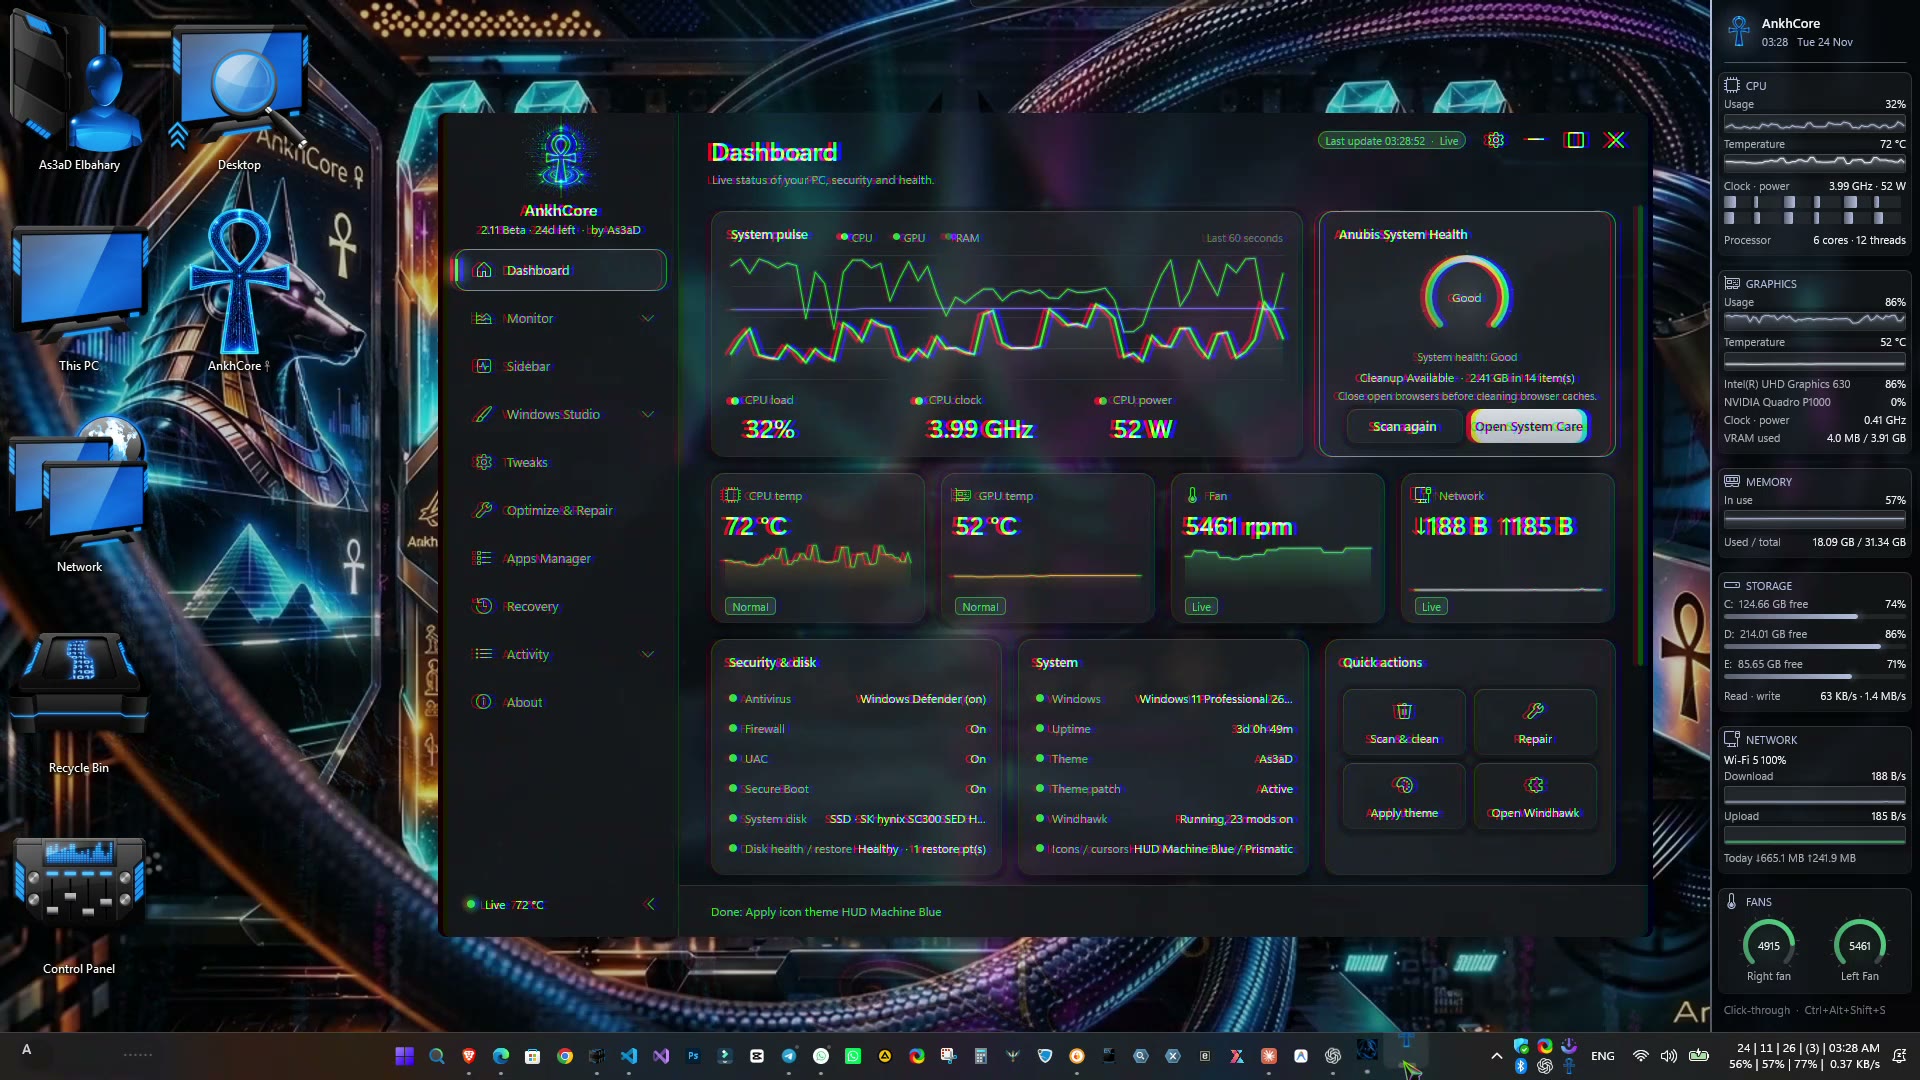 As3aD Elbahary
Desktop
This PC
AnkhCore
Network
Recycle Bin
Control Panel
AnkhCore
AnkhCore
2.11 Beta · 24d left · by As3aD
Dashboard
Monitor
Sidebar
Windows Studio
Tweaks
Optimize & Repair
Apps Manager
Recovery
Activity
About
Live 72 °C
Dashboard
Live status of your PC, security and health.
Last update 03:28:52 · Live
System pulse
CPU
GPU
RAM
Last 60 seconds
CPU load
32%
CPU clock
3.99 GHz
CPU power
52 W
Anubis System Health
Good
System health: Good
Cleanup Available · 2.41 GB in 14 item(s)
Close open browsers before cleaning browser caches.
Scan again
Open System Care
CPU temp
72 °C
Normal
GPU temp
52 °C
Normal
Fan
5461 rpm
Live
Network
↓188 B ↑185 B
Live
Security & disk
Antivirus Windows Defender (on)
Firewall On
UAC On
Secure Boot On
System disk SSD · SK hynix SC300 SED H...
Disk health / restore Healthy · 1 restore pt(s)
System
Windows Windows 11 Professional 26...
Uptime 3d 0h 49m
Theme As3aD
Theme patch Active
Windhawk Running, 23 mods on
Icons / cursors HUD Machine Blue / Prismatic
Quick actions
Scan & clean
Repair
Apply theme
Open Windhawk
Done: Apply icon theme HUD Machine Blue
AnkhCore
03:28 Tue 24 Nov
CPU
Usage 32%
Temperature 72 °C
Clock · power 3.99 GHz · 52 W
Processor 6 cores · 12 threads
GRAPHICS
Usage 86%
Temperature 52 °C
Intel(R) UHD Graphics 630 86%
NVIDIA Quadro P1000 0%
Clock · power 0.41 GHz
VRAM used 4.0 MB / 3.91 GB
MEMORY
In use 57%
Used / total 18.09 GB / 31.34 GB
STORAGE
C: 124.66 GB free 74%
D: 214.01 GB free 86%
E: 85.65 GB free 71%
Read · write 63 KB/s · 1.4 MB/s
NETWORK
Wi-Fi 5 100%
Download 188 B/s
Upload 185 B/s
Today ↓665.1 MB ↑241.9 MB
FANS
4915
5461
Right fan
Left Fan
Click-through · Ctrl+Alt+Shift+S
A
Ps
ENG
24 | 11 | 26 | (3) | 03:28 AM
56% | 57% | 77% | 0.37 KB/s